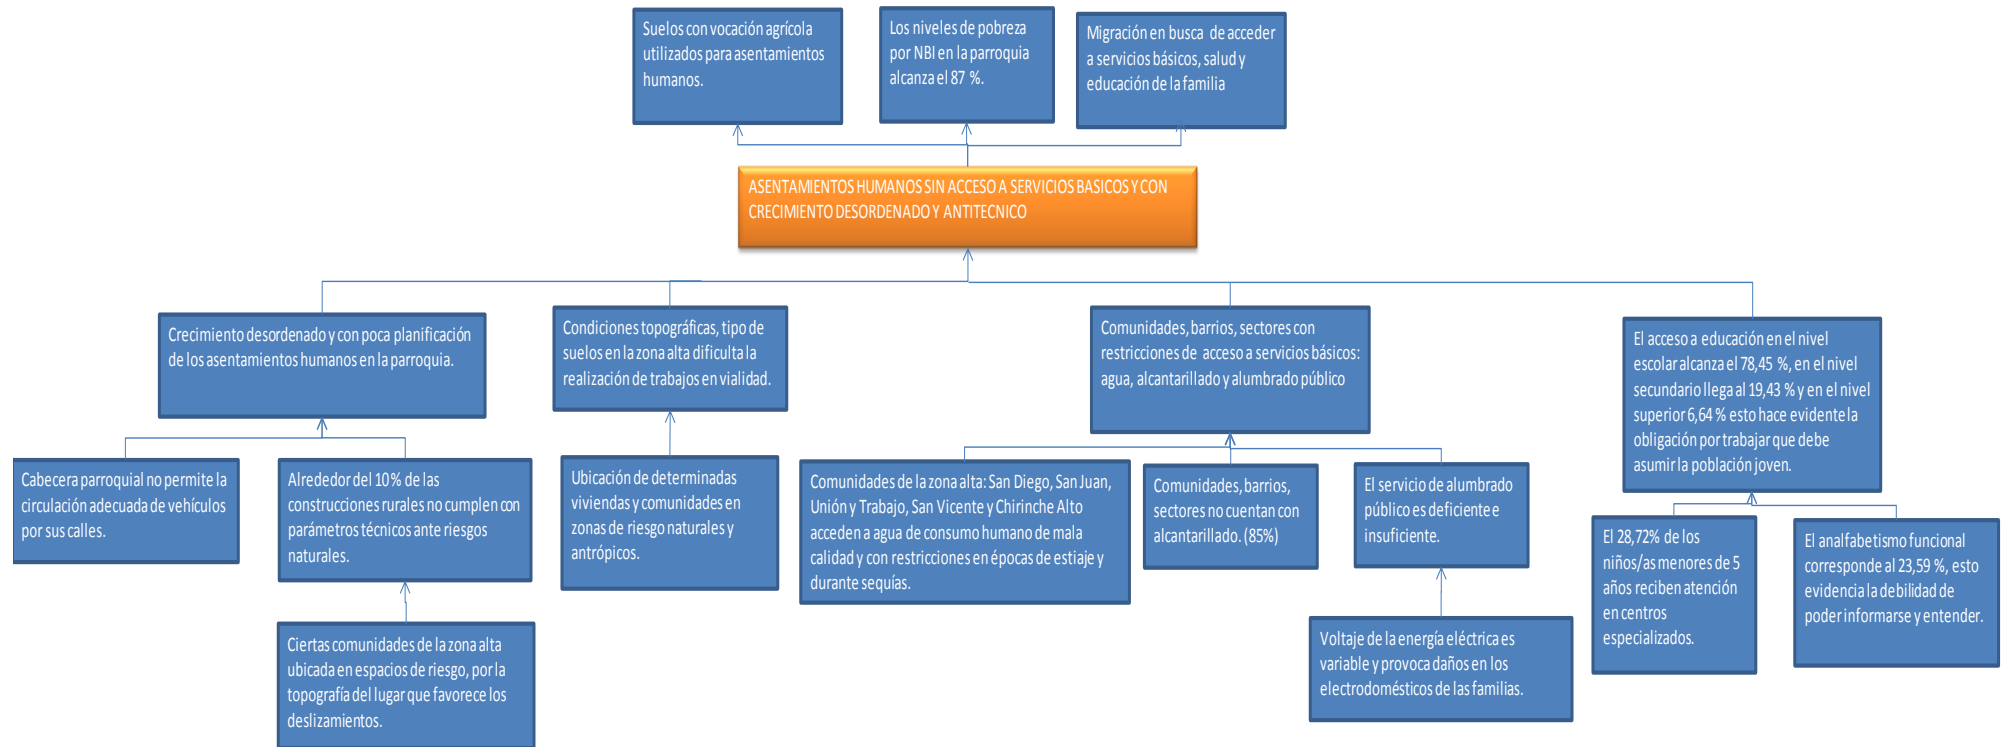 Suelos con vocación agrícola
utilizados para asentamientos
humanos.
Los niveles de pobreza
por NBI en la parroquia
alcanza el 87 %.
Migración en busca de acceder
a servicios básicos, salud y
educación de la familia
ASENTAMIENTOS HUMANOS SIN ACCESO A SERVICIOS BASICOS Y CON
CRECIMIENTO DESORDENADO Y ANTITECNICO
Crecimiento desordenado y con poca planificación
de los asentamientos humanos en la parroquia.
Condiciones topográficas, tipo de
suelos en la zona alta dificulta la
realización de trabajos en vialidad.
Comunidades, barrios, sectores con
restricciones de acceso a servicios básicos:
agua, alcantarillado y alumbrado público
El acceso a educación en el nivel
escolar alcanza el 78,45 %, en el nivel
secundario llega al 19,43 % y en el nivel
superior 6,64 % esto hace evidente la
obligación por trabajar que debe
asumir la población joven.
Cabecera parroquial no permite la
circulación adecuada de vehículos
por sus calles.
Alrededor del 10% de las
construcciones rurales no cumplen con
parámetros técnicos ante riesgos
naturales.
Ubicación de determinadas
viviendas y comunidades en
zonas de riesgo naturales y
antrópicos.
Comunidades de la zona alta: San Diego, San Juan,
Unión y Trabajo, San Vicente y Chirinche Alto
acceden a agua de consumo humano de mala
calidad y con restricciones en épocas de estiaje y
durante sequías.
Comunidades, barrios,
sectores no cuentan con
alcantarillado. (85%)
El servicio de alumbrado
público es deficiente e
insuficiente.
El 28,72% de los
niños/as menores de 5
años reciben atención
en centros
especializados.
El analfabetismo funcional
corresponde al 23,59 %, esto
evidencia la debilidad de
poder informarse y entender.
Ciertas comunidades de la zona alta
ubicada en espacios de riesgo, por la
topografía del lugar que favorece los
deslizamientos.
Voltaje de la energía eléctrica es
variable y provoca daños en los
electrodomésticos de las familias.